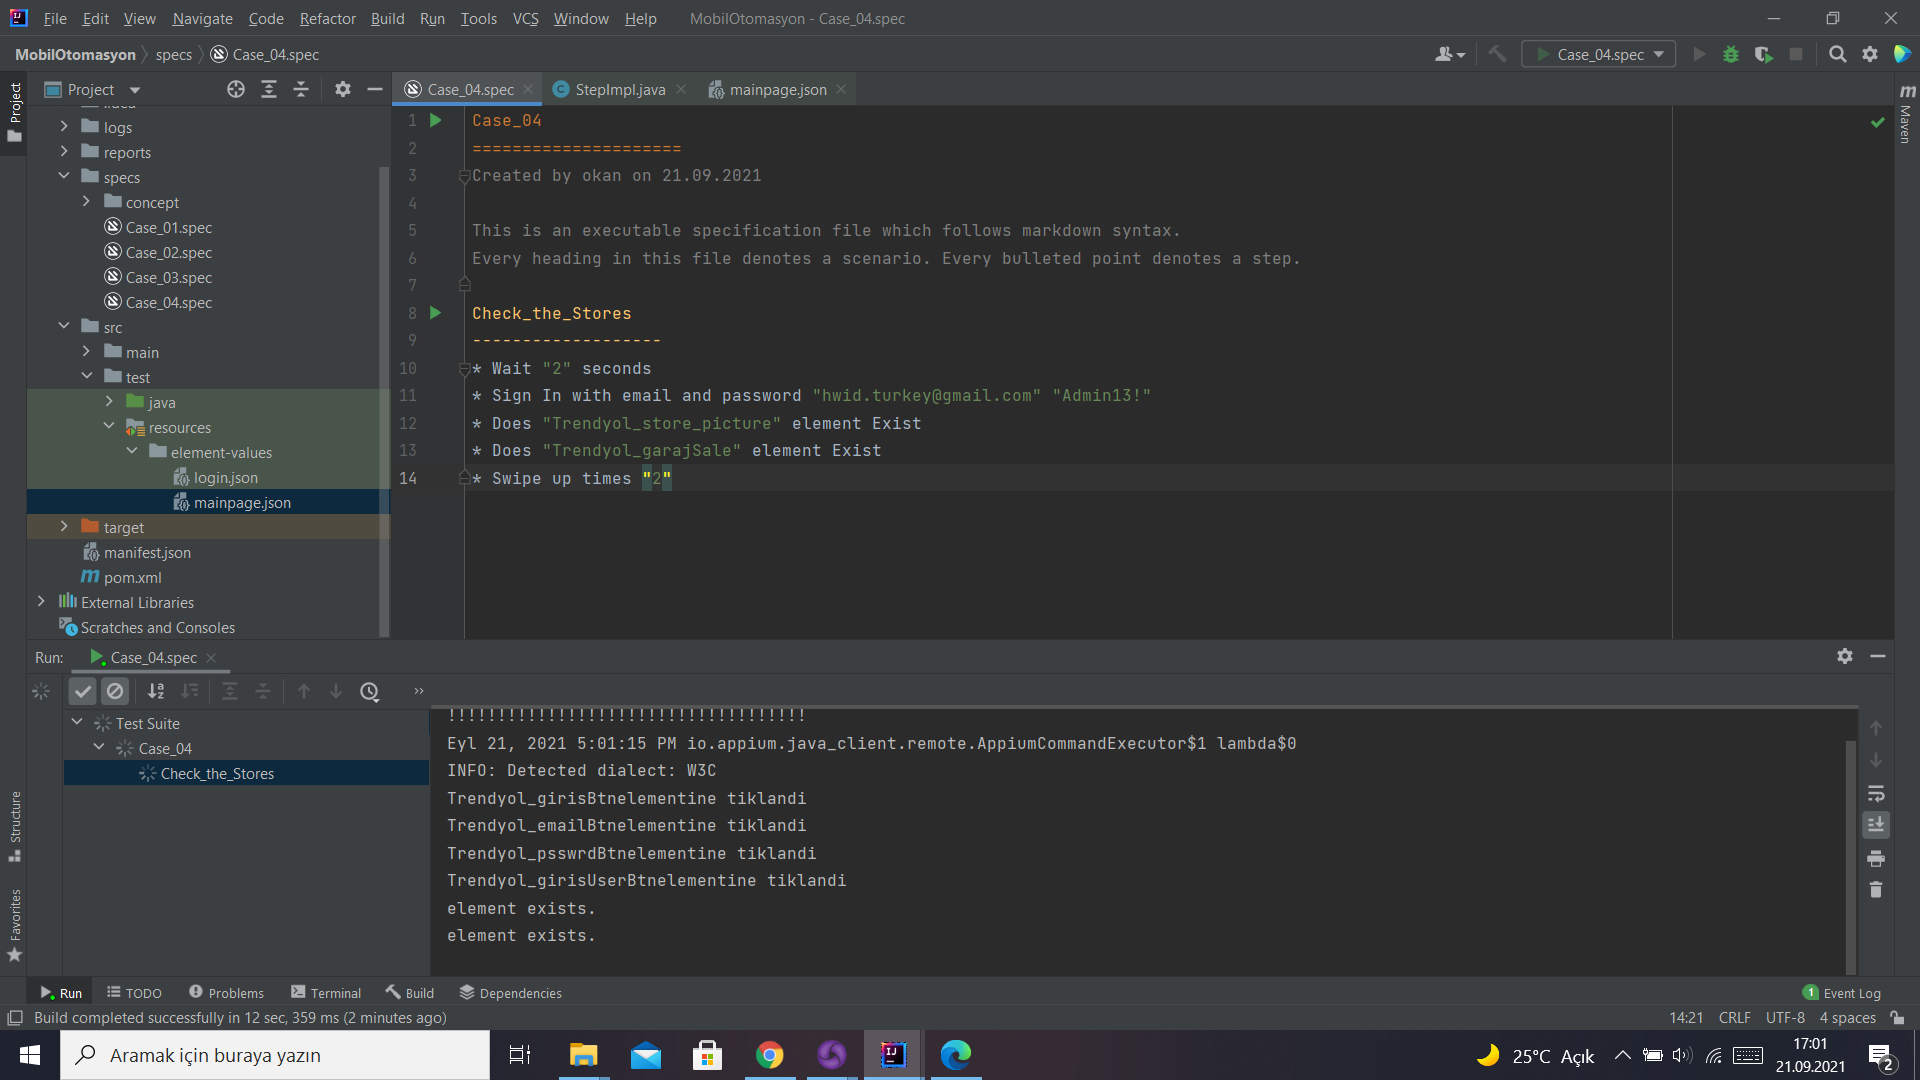 File Edit View Navigate Code Refactor Build Run Tools VCS Window Help MobilOtomasyon - Case_04.spec
MobilOtomasyon specs Case_04.spec Case_04.spec
Project Case_04.spec StepImpl.java mainpage.json
Project
Maven
Structure
Favorites
logs
reports
specs
concept
Case_01.spec
Case_02.spec
Case_03.spec
Case_04.spec
src
main
test
java
resources
element-values
login.json
mainpage.json
target
manifest.json
m pom.xml
External Libraries
Scratches and Consoles
1 Case_04
2 =====================
3 Created by okan on 21.09.2021
4
5 This is an executable specification file which follows markdown syntax.
6 Every heading in this file denotes a scenario. Every bulleted point denotes a step.
7
8 Check_the_Stores
9 -------------------
10 * Wait "2" seconds
11 * Sign In with email and password "hwid.turkey@gmail.com" "Admin13!"
12 * Does "Trendyol_store_picture" element Exist
13 * Does "Trendyol_garajSale" element Exist
14 * Swipe up times "2"
Run: Case_04.spec
Test Suite
Case_04
Check_the_Stores
!!!!!!!!!!!!!!!!!!!!!!!!!!!!!!!!!!!!
Eyl 21, 2021 5:01:15 PM io.appium.java_client.remote.AppiumCommandExecutor$1 lambda$0
INFO: Detected dialect: W3C
Trendyol_girisBtnelementine tiklandi
Trendyol_emailBtnelementine tiklandi
Trendyol_psswrdBtnelementine tiklandi
Trendyol_girisUserBtnelementine tiklandi
element exists.
element exists.
Run TODO Problems Terminal Build Dependencies 1 Event Log
Build completed successfully in 12 sec, 359 ms (2 minutes ago) 14:21 CRLF UTF-8 4 spaces
Aramak için buraya yazın 25°C Açık 17:01
21.09.2021 2